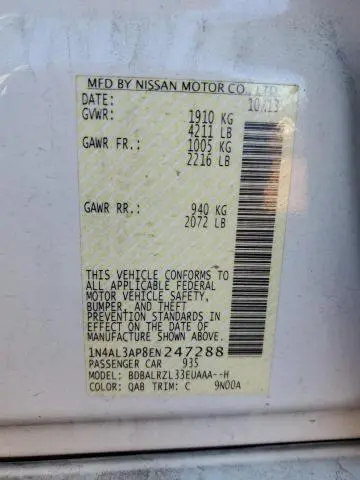 MFD BY NISSAN MOTOR CO., LTD.
DATE: 10/13
GVWR: 1910 KG
4211 LB
GAWR FR.: 1005 KG
2216 LB
GAWR RR.: 940 KG
2072 LB
THIS VEHICLE CONFORMS TO
ALL APPLICABLE FEDERAL
MOTOR VEHICLE SAFETY,
BUMPER, AND THEFT
PREVENTION STANDARDS
IN EFFECT ON THE DATE OF
MANUFACTURE SHOWN ABOVE.
1N4AL3AP8EN247288
PASSENGER CAR 935
MODEL: BDBALRZL33EUAAA--H
COLOR: QAB TRIM: C 9N00A